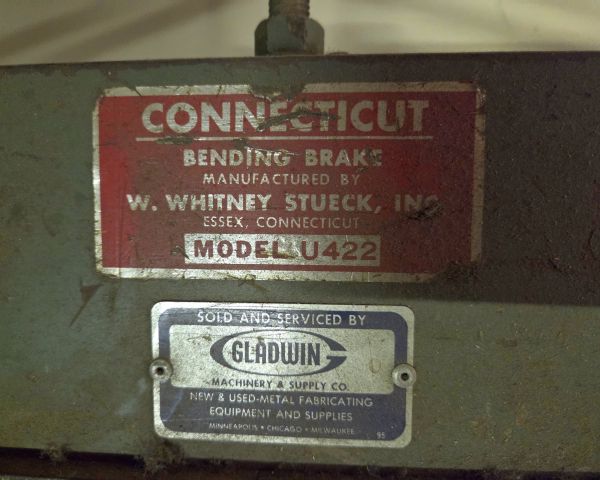 CONNECTICUT
BENDING BRAKE
MANUFACTURED BY
W. WHITNEY STUECK, INC
ESSEX, CONNECTICUT
MODEL U422
SOLD AND SERVICED BY
GLADWIN
MACHINERY & SUPPLY CO.
NEW & USED-METAL FABRICATING
EQUIPMENT AND SUPPLIES
MINNEAPOLIS • CHICAGO • MILWAUKEE
95